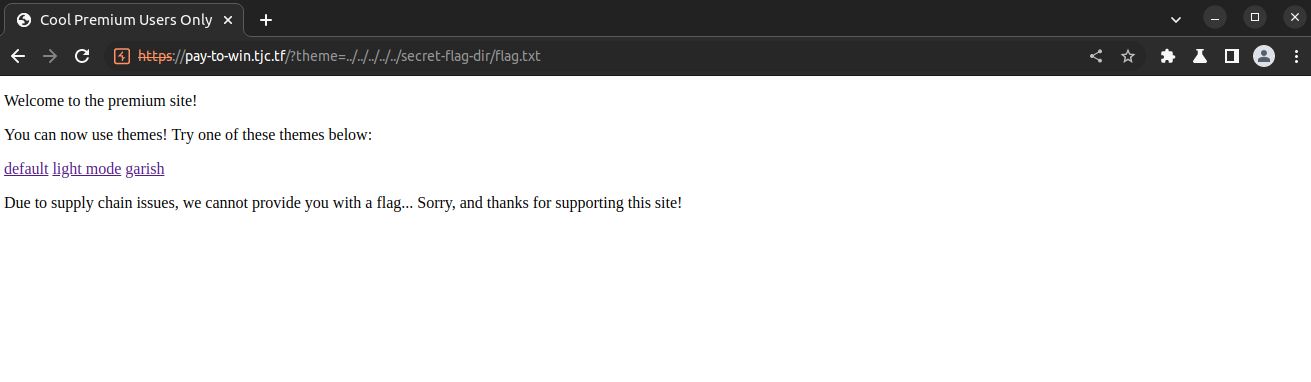 Cool Premium Users Only
https://pay-to-win.tjc.tf/?theme=../../../../../secret-flag-dir/flag.txt
Welcome to the premium site!
You can now use themes! Try one of these themes below:
default light mode garish
Due to supply chain issues, we cannot provide you with a flag... Sorry, and thanks for supporting this site!